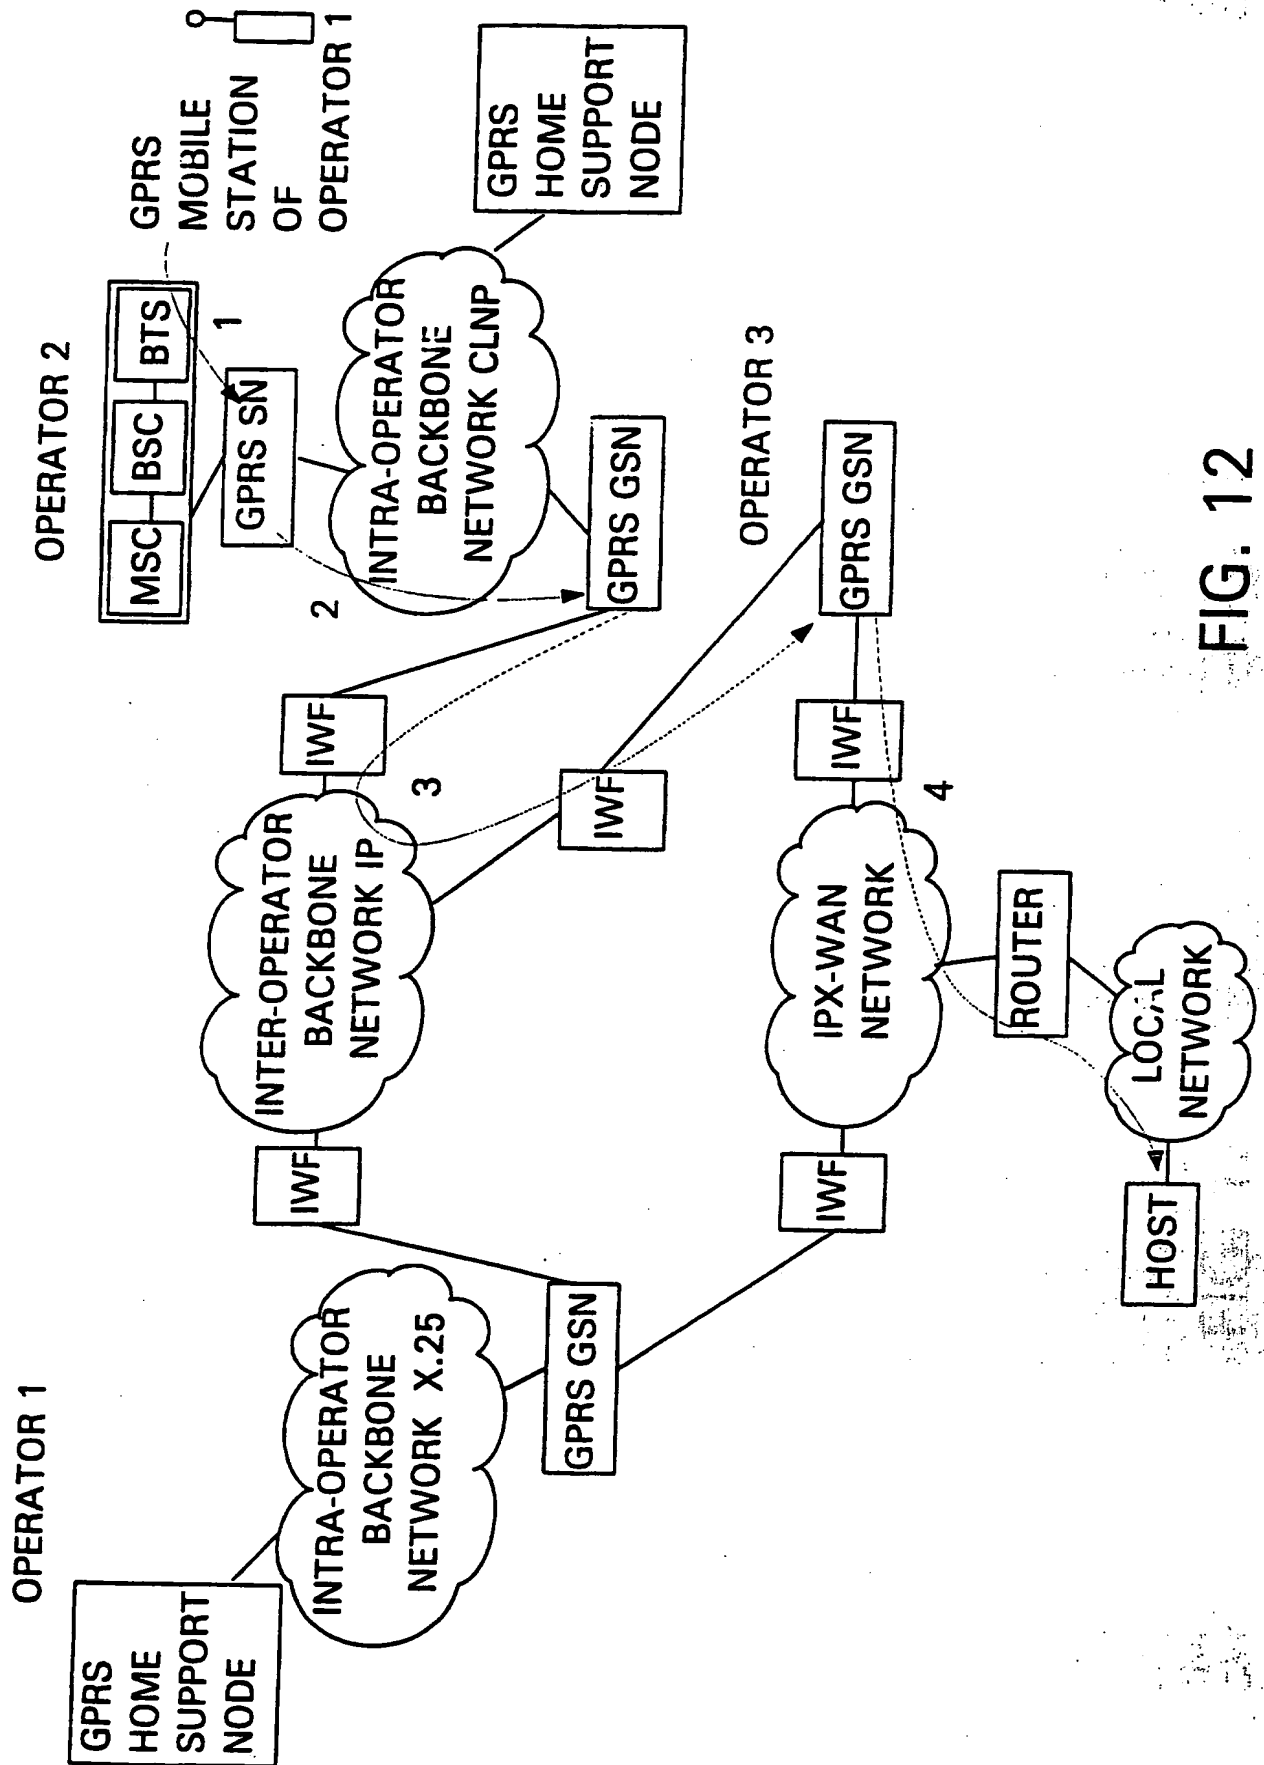 OPERATOR 1
GPRS
HOME
SUPPORT
NODE
INTRA-OPERATOR
BACKBONE
NETWORK X.25
GPRS GSN
IWF
INTER-OPERATOR
BACKBONE
NETWORK IP
IWF
3
IWF
OPERATOR 2
MSC
BSC
BTS
1
GPRS SN
2
INTRA-OPERATOR
BACKBONE
NETWORK CLNP
GPRS GSN
GPRS
MOBILE
STATION
OF
OPERATOR 1
GPRS
HOME
SUPPORT
NODE
OPERATOR 3
GPRS GSN
IWF
4
IPX-WAN
NETWORK
IWF
ROUTER
LOCAL
NETWORK
HOST
FIG. 12